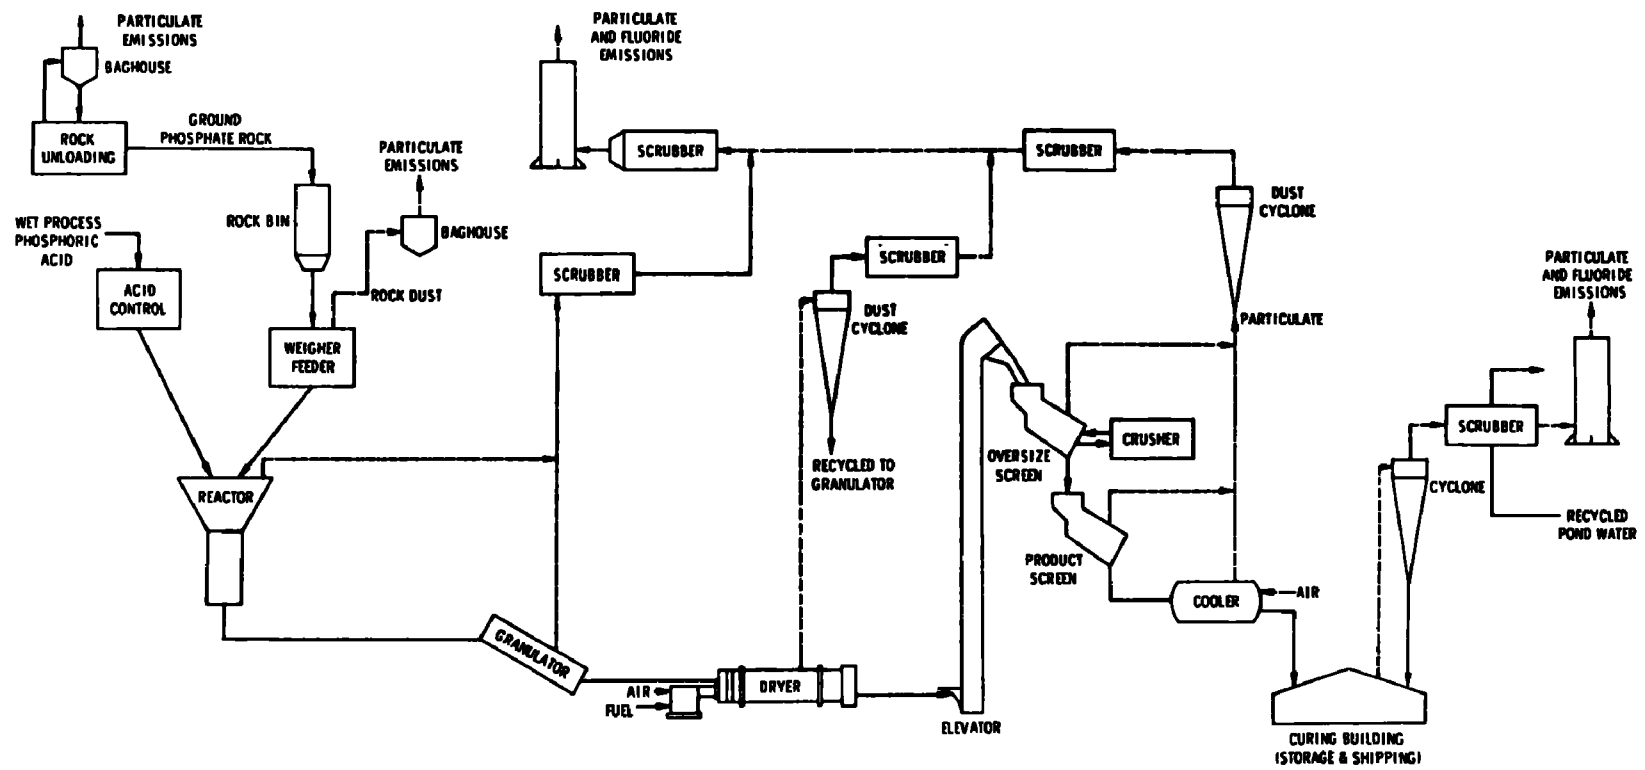 PARTICULATE
EMISSIONS
BAGHOUSE
ROCK
UNLOADING
GROUND
PHOSPHATE ROCK
PARTICULATE
EMISSIONS
BAGHOUSE
ROCK BIN
ROCK DUST
WET PROCESS
PHOSPHORIC
ACID
ACID
CONTROL
WEIGHER
FEEDER
REACTOR
GRANULATOR
PARTICULATE
AND FLUORIDE
EMISSIONS
SCRUBBER
SCRUBBER
SCRUBBER
SCRUBBER
DUST
CYCLONE
RECYCLED TO
GRANULATOR
AIR
FUEL
DRYER
ELEVATOR
DUST
CYCLONE
PARTICULATE
OVERSIZE
SCREEN
CRUSHER
PRODUCT
SCREEN
COOLER
AIR
PARTICULATE
AND FLUORIDE
EMISSIONS
SCRUBBER
CYCLONE
RECYCLED
POND WATER
CURING BUILDING
(STORAGE & SHIPPING)